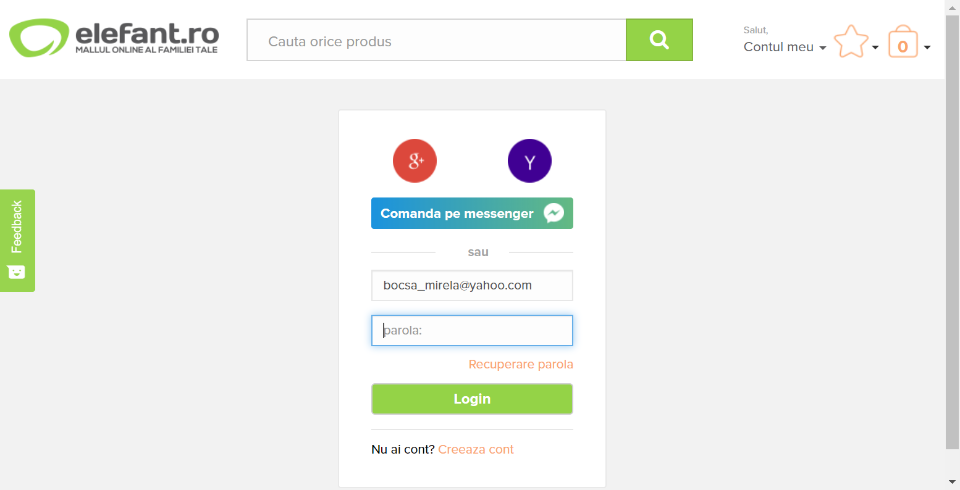 elefant.ro
MALLUL ONLINE AL FAMILIEI TALE
Cauta orice produs
Salut,
Contul meu
0
Feedback
g+
Y
Comanda pe messenger
sau
bocsa_mirela@yahoo.com
parola:
Recuperare parola
Login
Nu ai cont? Creeaza cont